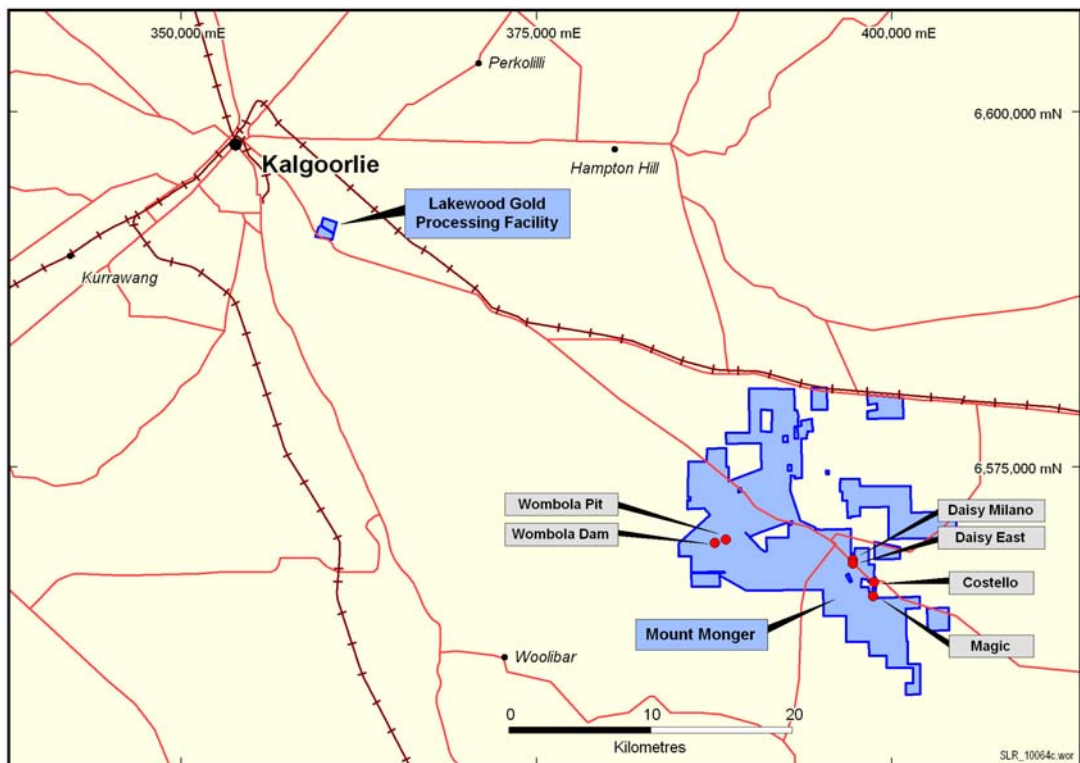 350,000 mE
375,000 mE
400,000 mE
Perkolilli
6,600,000 mN
Kalgoorlie
Hampton Hill
Lakewood Gold
Processing Facility
Kurrawang
6,575,000 mN
Wombola Pit
Daisy Milano
Wombola Dam
Daisy East
Costello
Mount Monger
Magic
Woolibar
0
10
20
Kilometres
SLR_10064c.wor